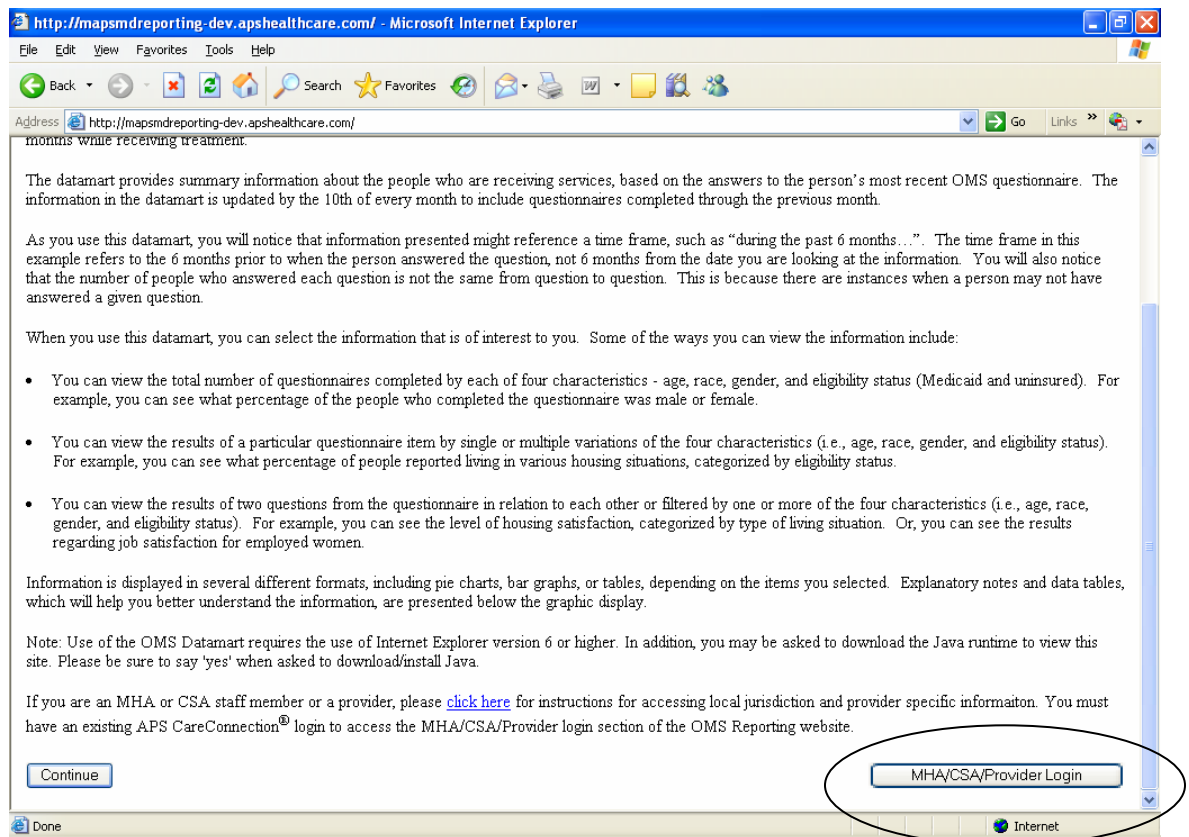 http://mapsmdreporting-dev.apshealthcare.com/ - Microsoft Internet Explorer
File Edit View Favorites Tools Help
Back Search Favorites
Address http://mapsmdreporting-dev.apshealthcare.com/ Go Links »
months while receiving treatment.
The datamart provides summary information about the people who are receiving services, based on the answers to the person's most recent OMS questionnaire. The
information in the datamart is updated by the 10th of every month to include questionnaires completed through the previous month.
As you use this datamart, you will notice that information presented might reference a time frame, such as “during the past 6 months…”. The time frame in this
example refers to the 6 months prior to when the person answered the question, not 6 months from the date you are looking at the information. You will also notice
that the number of people who answered each question is not the same from question to question. This is because there are instances when a person may not have
answered a given question.
When you use this datamart, you can select the information that is of interest to you. Some of the ways you can view the information include:
• You can view the total number of questionnaires completed by each of four characteristics - age, race, gender, and eligibility status (Medicaid and uninsured). For
example, you can see what percentage of the people who completed the questionnaire was male or female.
• You can view the results of a particular questionnaire item by single or multiple variations of the four characteristics (i.e., age, race, gender, and eligibility status).
For example, you can see what percentage of people reported living in various housing situations, categorized by eligibility status.
• You can view the results of two questions from the questionnaire in relation to each other or filtered by one or more of the four characteristics (i.e., age, race,
gender, and eligibility status). For example, you can see the level of housing satisfaction, categorized by type of living situation. Or, you can see the results
regarding job satisfaction for employed women.
Information is displayed in several different formats, including pie charts, bar graphs, or tables, depending on the items you selected. Explanatory notes and data tables,
which will help you better understand the information, are presented below the graphic display.
Note: Use of the OMS Datamart requires the use of Internet Explorer version 6 or higher. In addition, you may be asked to download the Java runtime to view this
site. Please be sure to say 'yes' when asked to download/install Java.
If you are an MHA or CSA staff member or a provider, please click here for instructions for accessing local jurisdiction and provider specific informaiton. You must
have an existing APS CareConnection® login to access the MHA/CSA/Provider login section of the OMS Reporting website.
Continue MHA/CSA/Provider Login
Done Internet